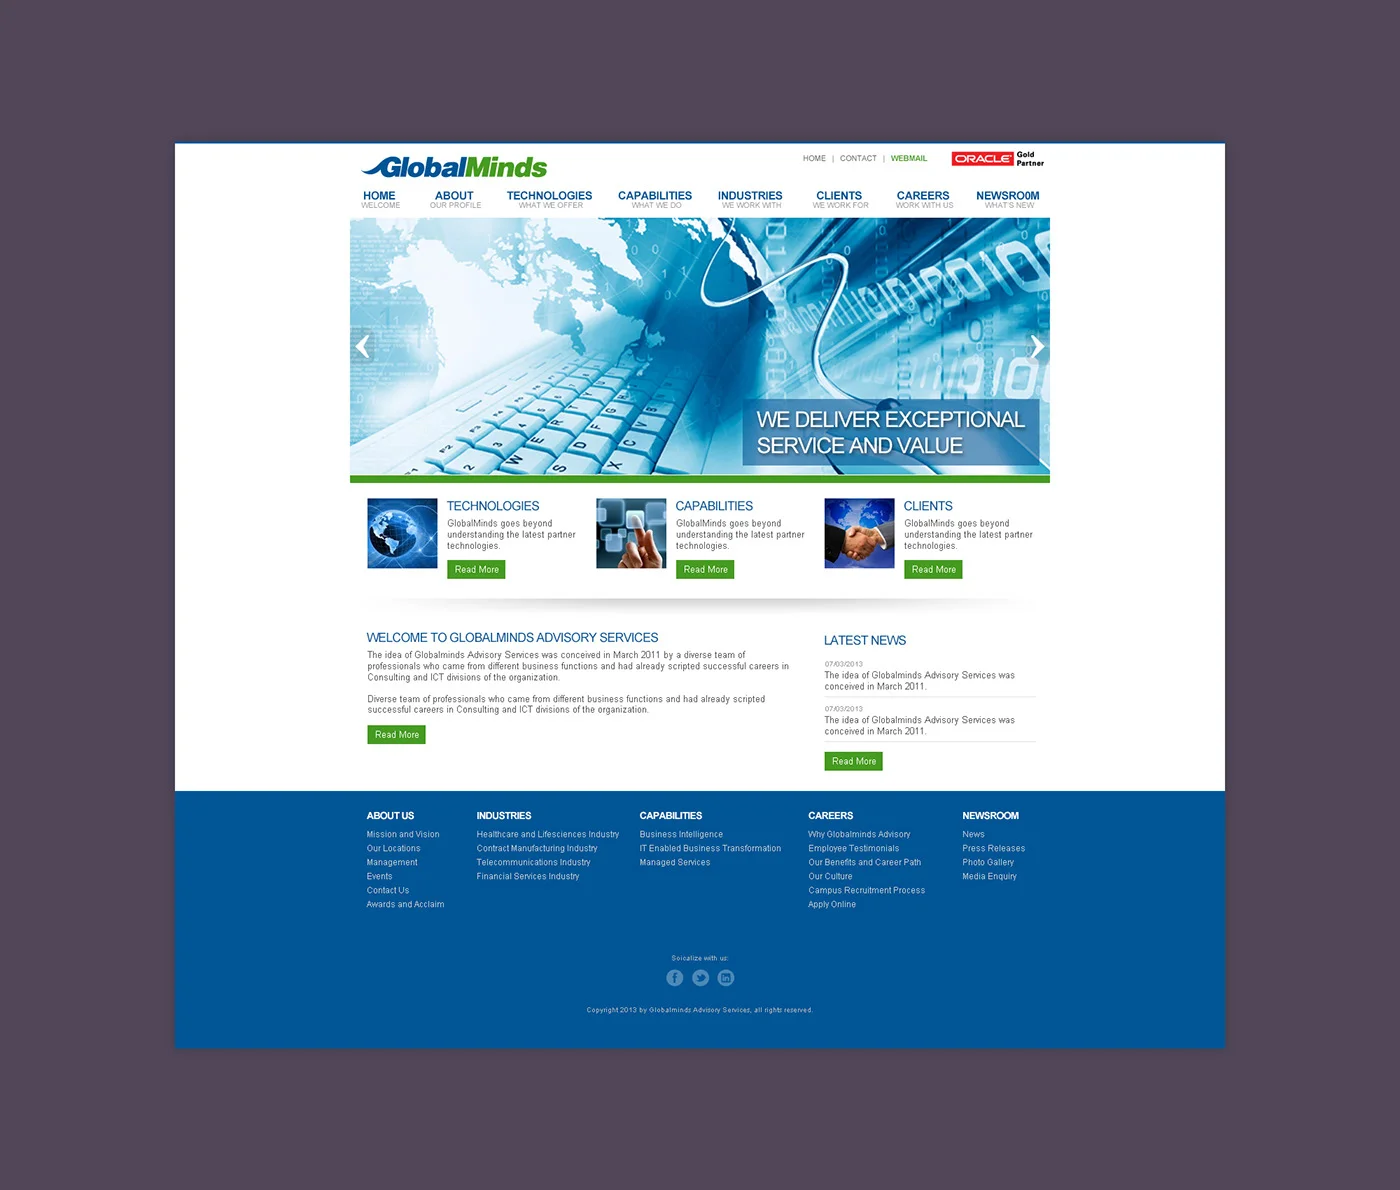 GlobalMinds
HOME | CONTACT | WEBMAIL
ORACLE Gold
Partner
HOME ABOUT TECHNOLOGIES CAPABILITIES INDUSTRIES CLIENTS CAREERS NEWSRO0M
WELCOME OUR PROFILE WHAT WE OFFER WHAT WE DO WE WORK WITH WE WORK FOR WORK WITH US WHAT'S NEW
WE DELIVER EXCEPTIONAL
SERVICE AND VALUE
TECHNOLOGIES
GlobalMinds goes beyond
understanding the latest partner
technologies.
Read More
CAPABILITIES
GlobalMinds goes beyond
understanding the latest partner
technologies.
Read More
CLIENTS
GlobalMinds goes beyond
understanding the latest partner
technologies.
Read More
WELCOME TO GLOBALMINDS ADVISORY SERVICES
The idea of Globalminds Advisory Services was conceived in March 2011 by a diverse team of
professionals who came from different business functions and had already scripted successful careers in
Consulting and ICT divisions of the organization.
Diverse team of professionals who came from different business functions and had already scripted
successful careers in Consulting and ICT divisions of the organization.
Read More
LATEST NEWS
07/03/2013
The idea of Globalminds Advisory Services was
conceived in March 2011.
07/03/2013
The idea of Globalminds Advisory Services was
conceived in March 2011.
Read More
ABOUT US
Mission and Vision
Our Locations
Management
Events
Contact Us
Awards and Acclaim
INDUSTRIES
Healthcare and Lifesciences Industry
Contract Manufacturing Industry
Telecommunications Industry
Financial Services Industry
CAPABILITIES
Business Intelligence
IT Enabled Business Transformation
Managed Services
CAREERS
Why Globalminds Advisory
Employee Testimonials
Our Benefits and Career Path
Our Culture
Campus Recruitment Process
Apply Online
NEWSROOM
News
Press Releases
Photo Gallery
Media Enquiry
Soicalize with us:
Copyright 2013 by Globalminds Advisory Services, all rights reserved.